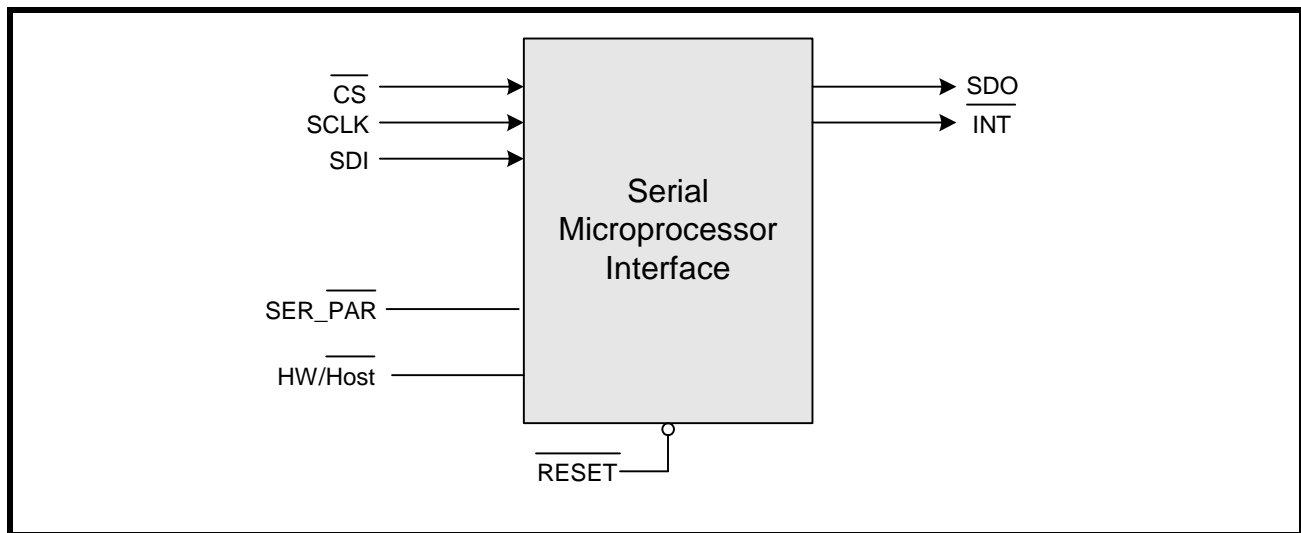 CS
SCLK
SDI
SER_PAR
HW/Host
Serial
Microprocessor
Interface
SDO
INT
RESET